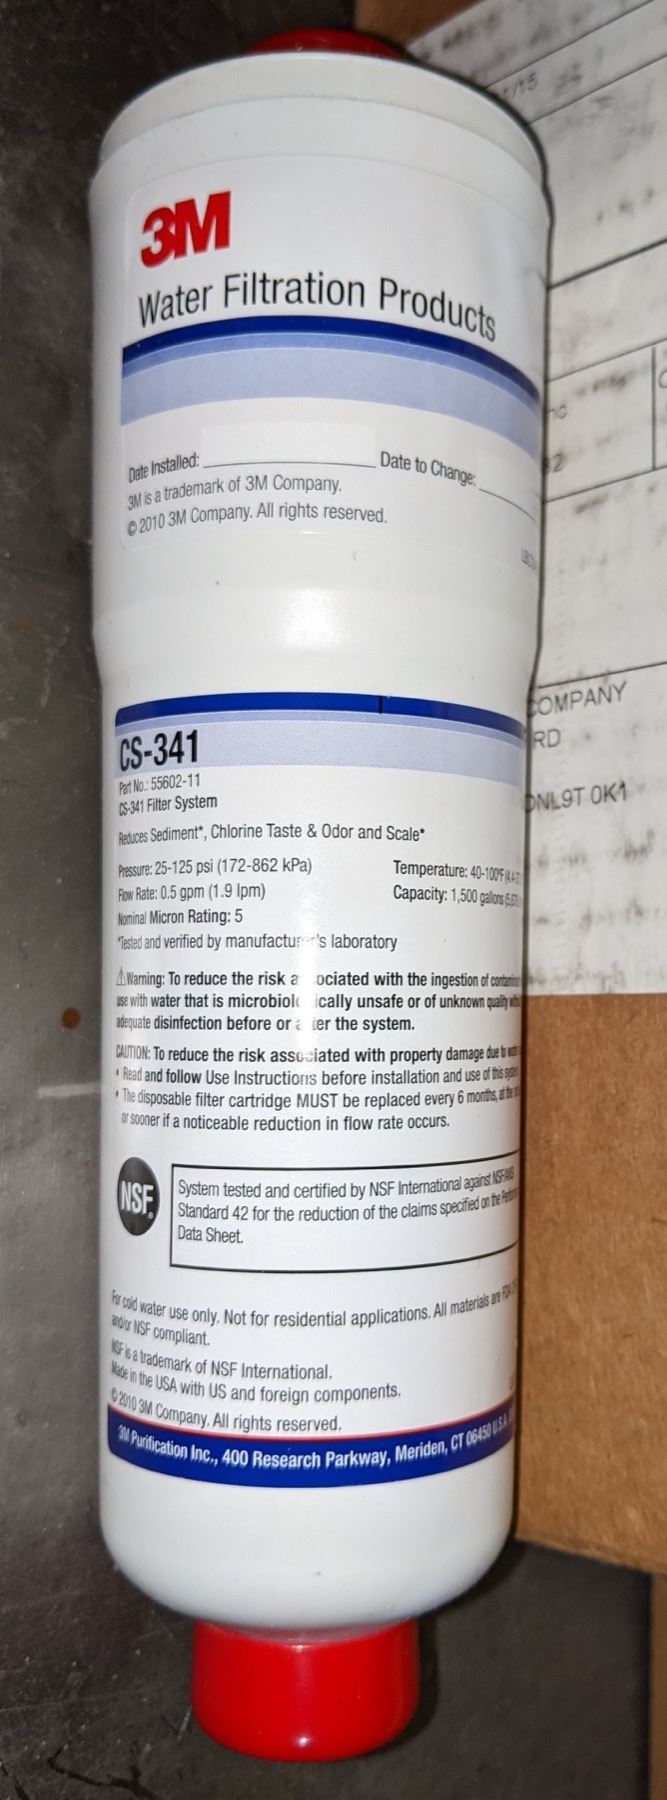 3M
Water Filtration Products
Date Installed:
Date to Change:
3M is a trademark of 3M Company.
© 2010 3M Company. All rights reserved.
CS-341
Part No.: 55602-11
CS-341 Filter System
Reduces Sediment*, Chlorine Taste & Odor and Scale*
Pressure: 25-125 psi (172-862 kPa)
Temperature: 40-100°F
Flow Rate: 0.5 gpm (1.9 lpm)
Capacity: 1,500 gallons
Nominal Micron Rating: 5
*Tested and verified by manufacturer's laboratory
⚠Warning: To reduce the risk associated with the ingestion of
use with water that is microbiologically unsafe or of unknown quality
adequate disinfection before or after the system.
CAUTION: To reduce the risk associated with property damage due to
• Read and follow Use Instructions before installation and use of this
• The disposable filter cartridge MUST be replaced every 6 months, at the
or sooner if a noticeable reduction in flow rate occurs.
NSF®
System tested and certified by NSF International against
Standard 42 for the reduction of the claims specified on the
Data Sheet.
For cold water use only. Not for residential applications. All materials are FDA
and/or NSF compliant.
NSF is a trademark of NSF International.
Made in the USA with US and foreign components.
© 2010 3M Company. All rights reserved.
3M Purification Inc., 400 Research Parkway, Meriden, CT 06450 U.S.A
COMPANY
RD
ONL9T 0K1